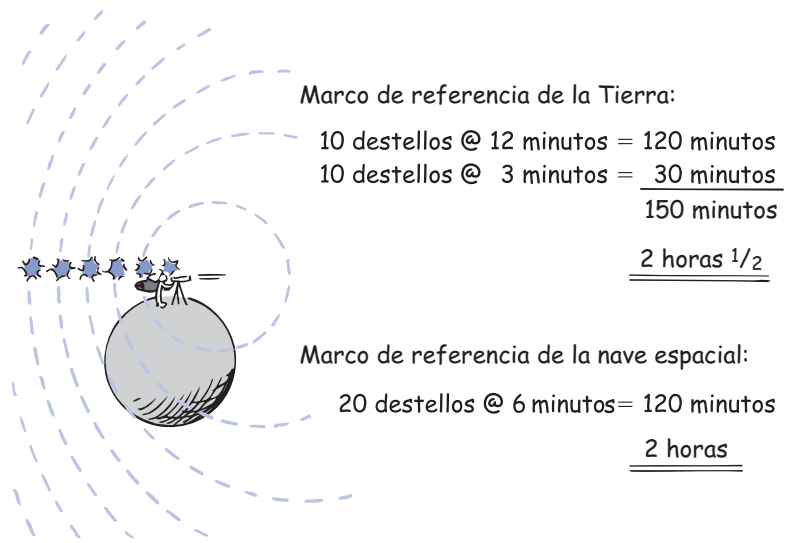 Marco de referencia de la Tierra:
10 destellos @ 12 minutos = 120 minutos
10 destellos @ 3 minutos = 30 minutos
150 minutos
2 horas 1/2
Marco de referencia de la nave espacial:
20 destellos @ 6 minutos= 120 minutos
2 horas